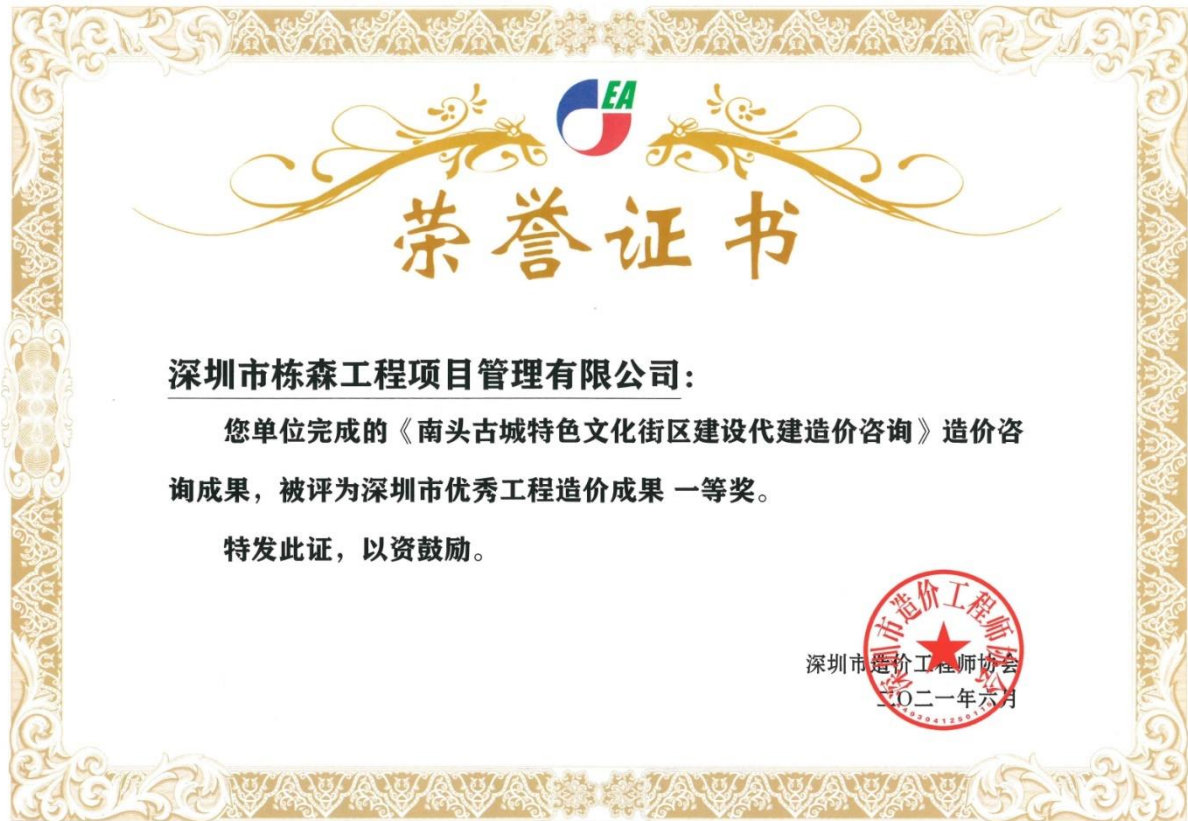 EA
荣誉证书
深圳市栋森工程项目管理有限公司：
您单位完成的《南头古城特色文化街区建设代建造价咨询》造价咨
询成果，被评为深圳市优秀工程造价成果 一等奖。
特发此证，以资鼓励。
深圳市造价工程师协会
深圳市造价工程师协会
二〇二一年六月